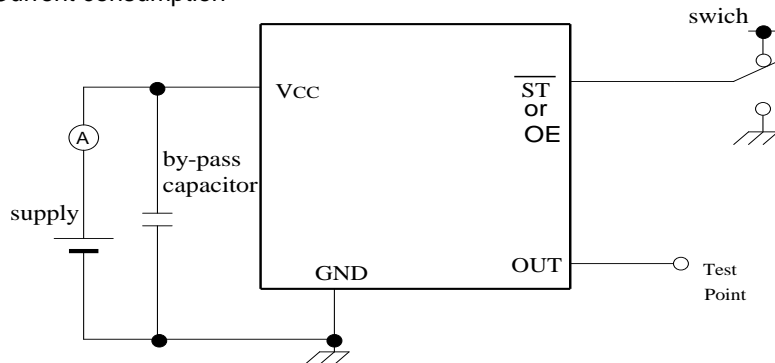 Current consumption
swich
VCC
ST
or
OE
A
by-pass
capacitor
supply
GND
OUT
Test
Point